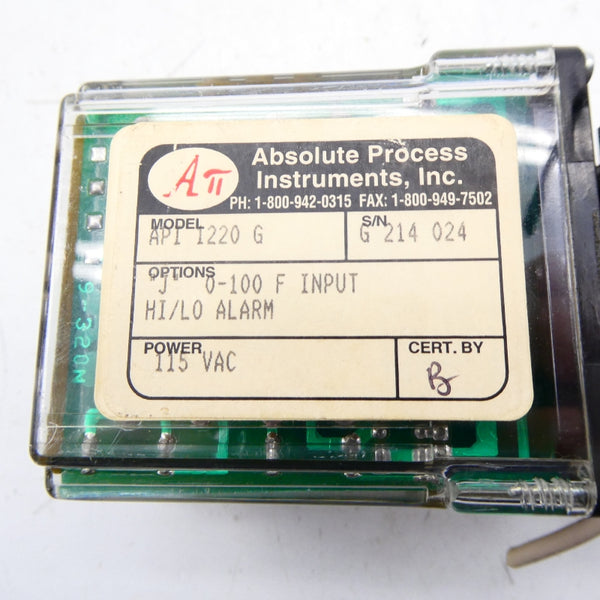 Aπ
Absolute Process
Instruments, Inc.
PH: 1-800-942-0315 FAX: 1-800-949-7502
MODEL
API 1220 G
S/N
G 214 024
OPTIONS
"J" 0-100 F INPUT
HI/LO ALARM
POWER
115 VAC
CERT. BY
B